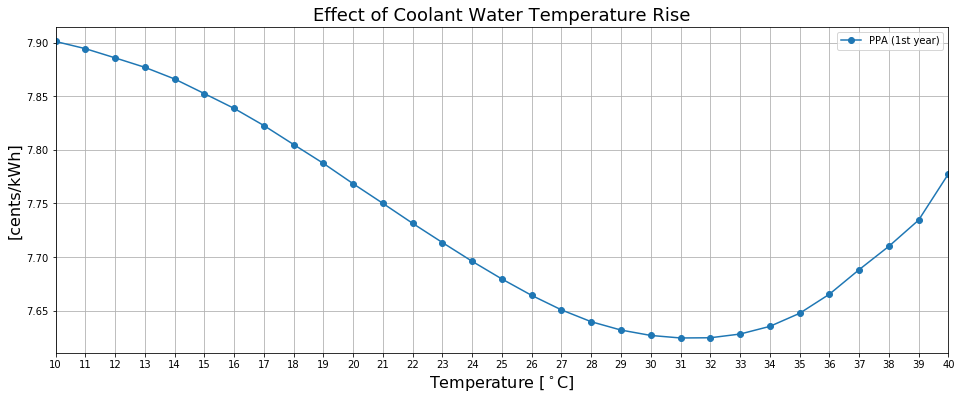 Effect of Coolant Water Temperature Rise
PPA (1st year)
[cents/kWh]
7.90
7.85
7.80
7.75
7.70
7.65
10 11 12 13 14 15 16 17 18 19 20 21 22 23 24 25 26 27 28 29 30 31 32 33 34 35 36 37 38 39 40
Temperature [∘C]